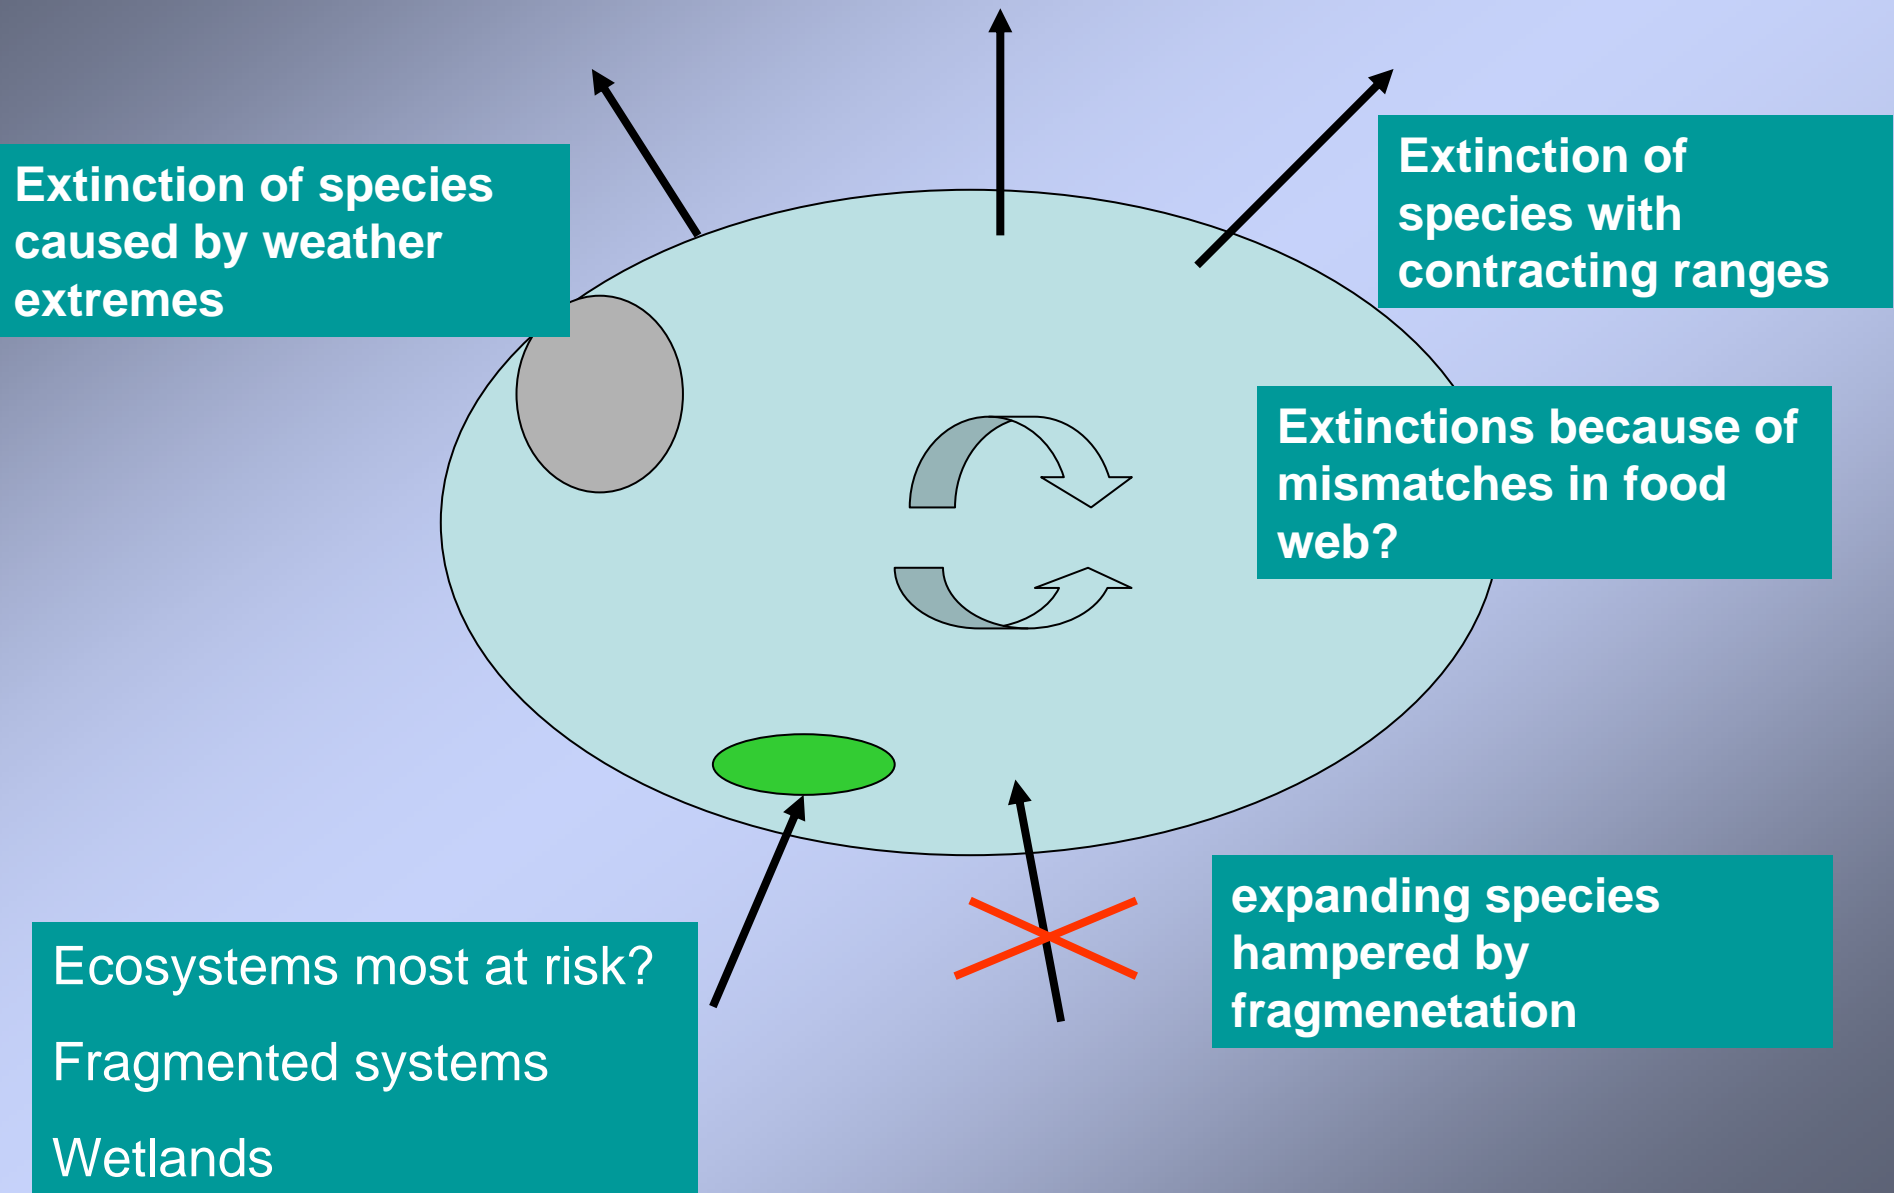 Extinction of species
caused by weather
extremes
Extinction of
species with
contracting ranges
Extinctions because of
mismatches in food
web?
expanding species
hampered by
fragmenetation
Ecosystems most at risk?
Fragmented systems
Wetlands